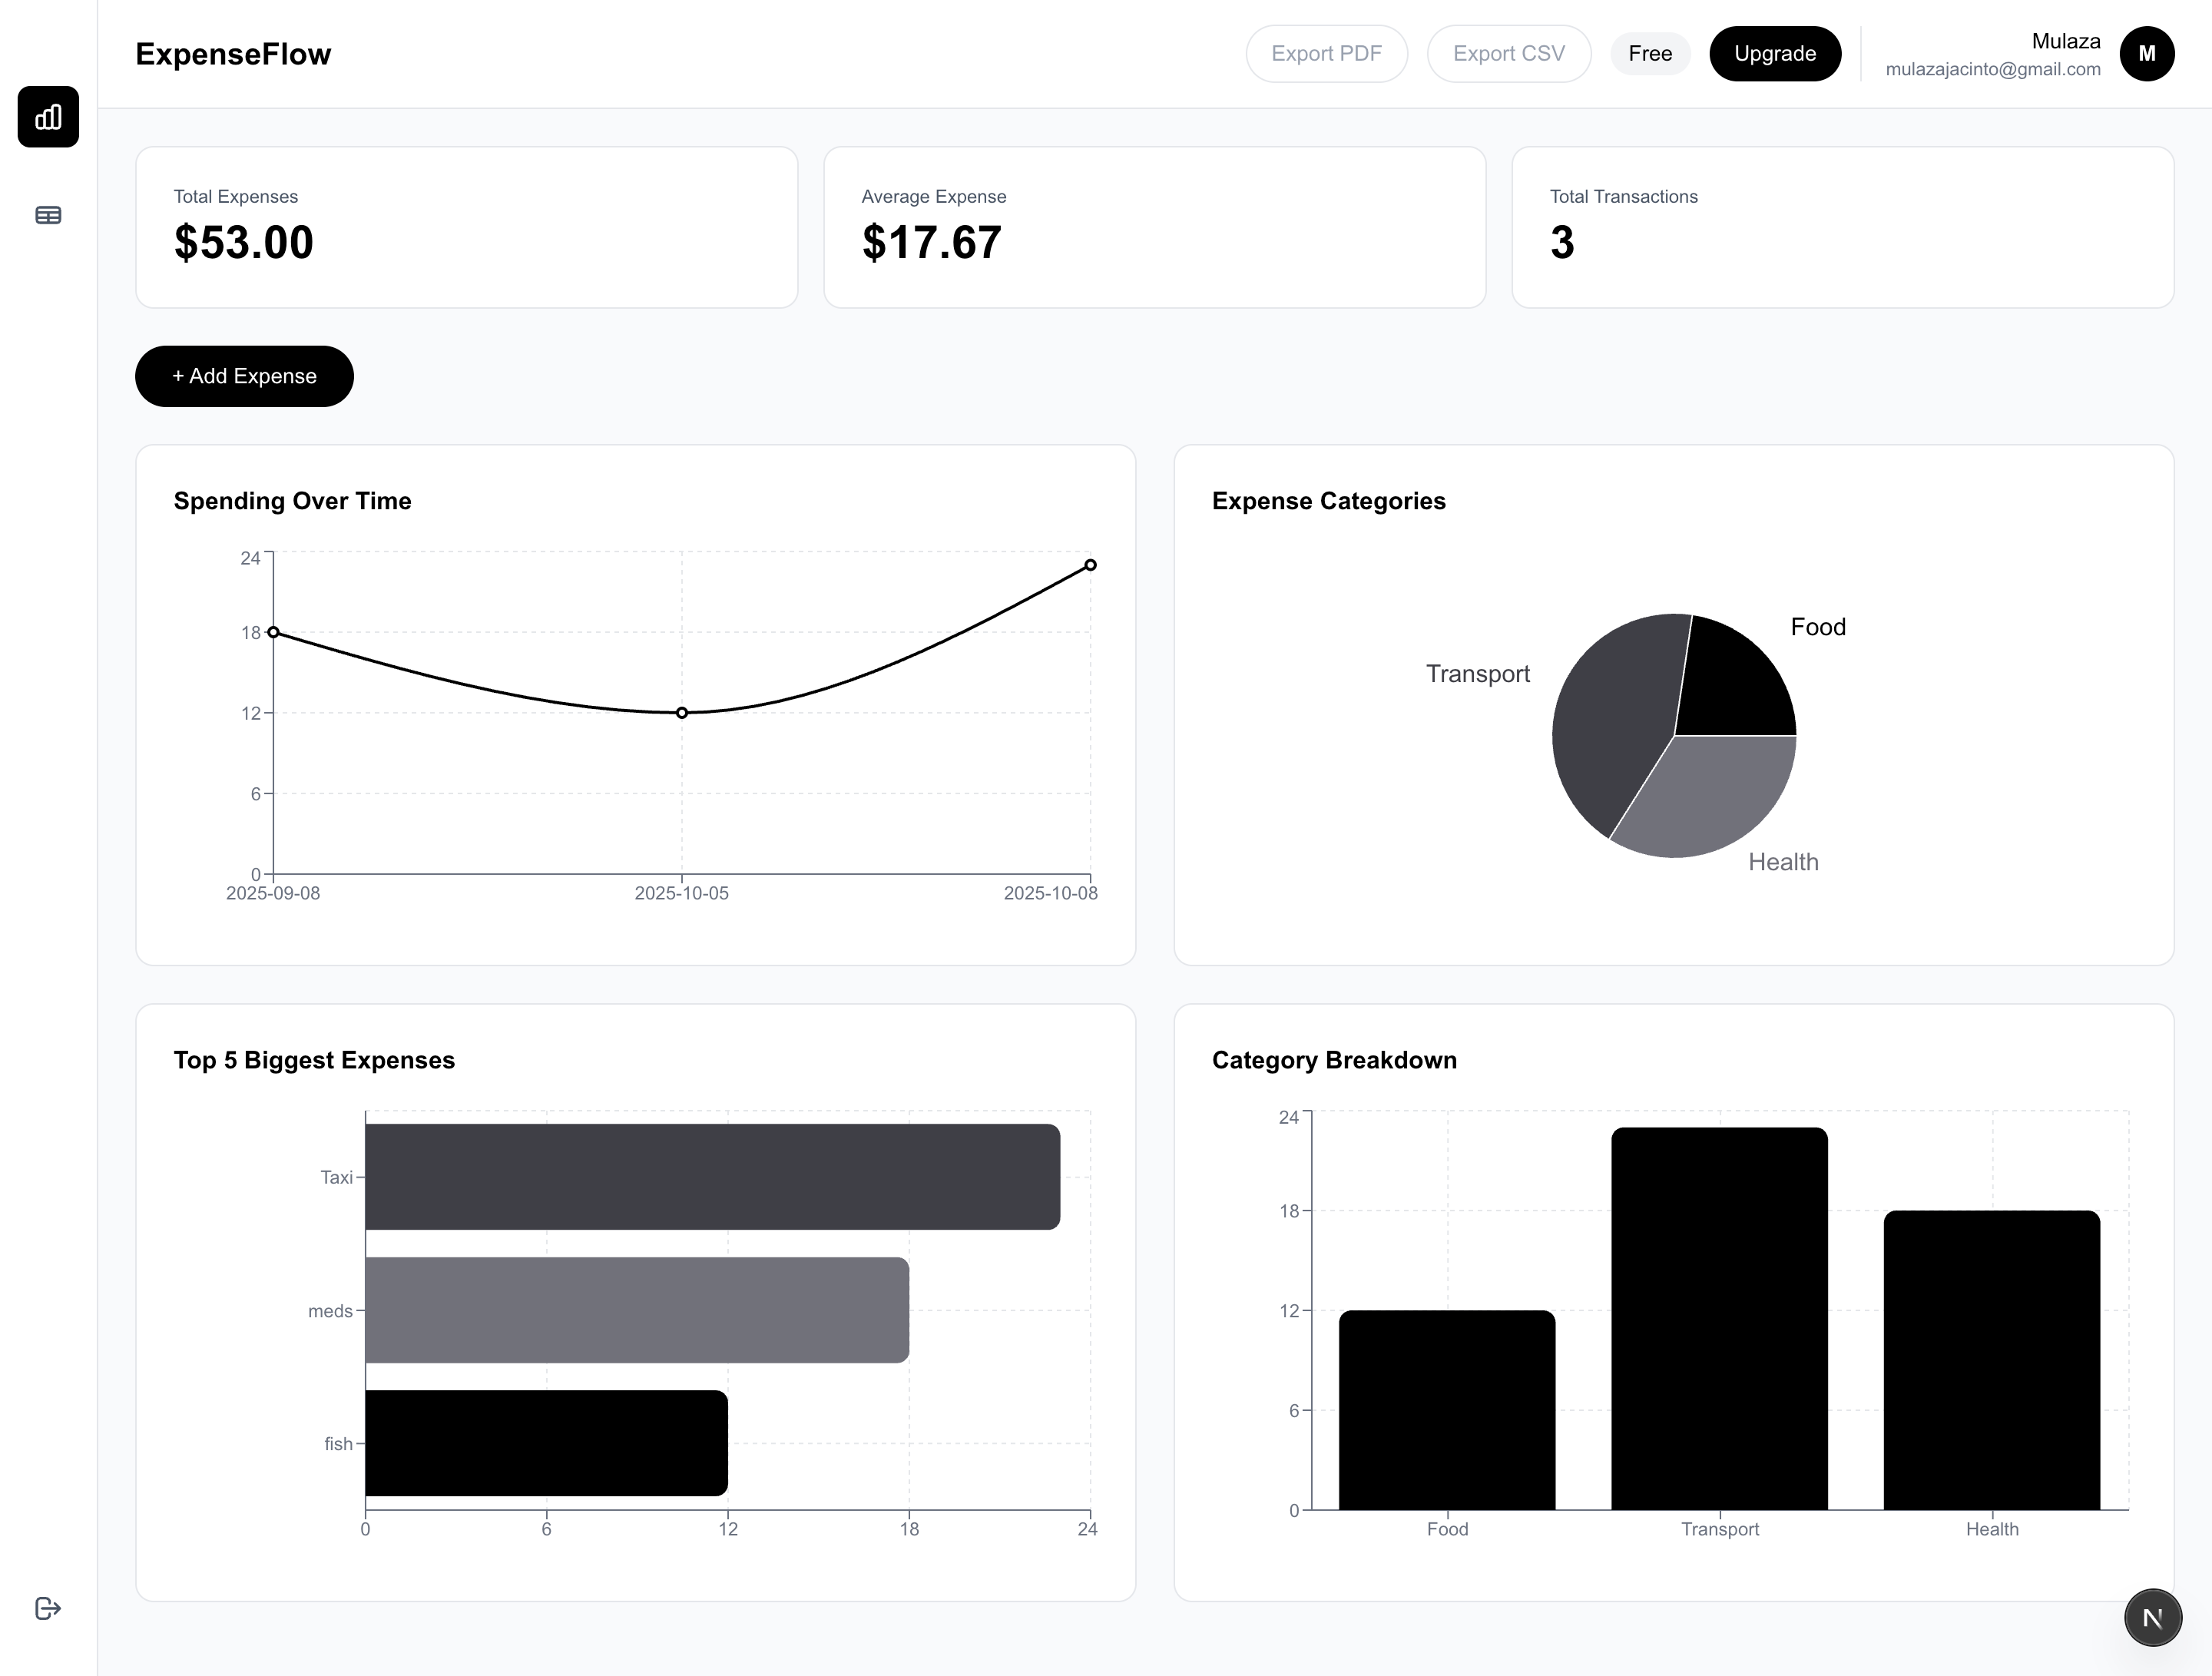 ExpenseFlow
Export PDF
Export CSV
Free
Upgrade
Mulaza
mulazajacinto@gmail.com
M
Total Expenses
$53.00
Average Expense
$17.67
Total Transactions
3
+ Add Expense
Spending Over Time
24
18
12
6
0
2025-09-08
2025-10-05
2025-10-08
Expense Categories
Food
Transport
Health
Top 5 Biggest Expenses
Taxi
meds
fish
0
6
12
18
24
Category Breakdown
24
18
12
6
0
Food
Transport
Health
N